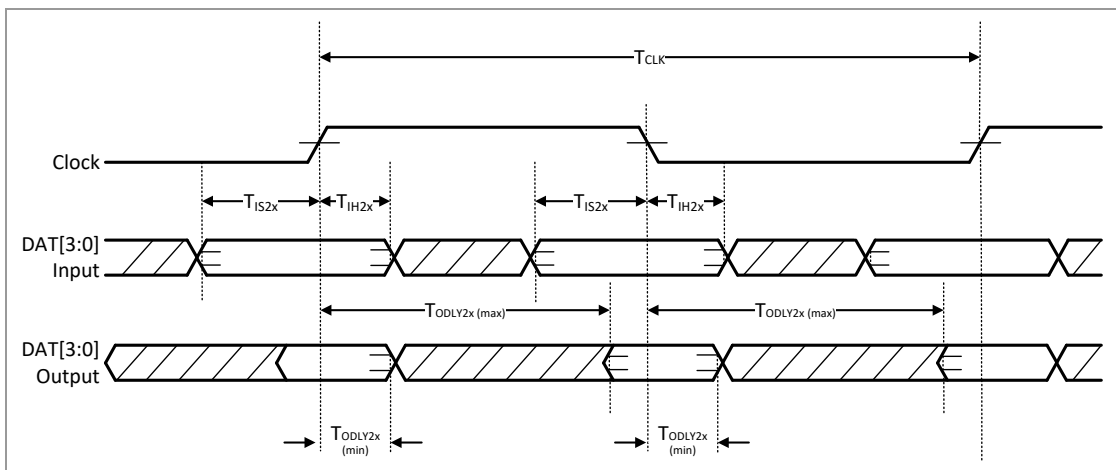 TCLK
Clock
TIS2x TIH2x TIS2x TIH2x
DAT[3:0]
Input
TODLY2x (max) TODLY2x (max)
DAT[3:0]
Output
TODLY2x TODLY2x
(min) (min)